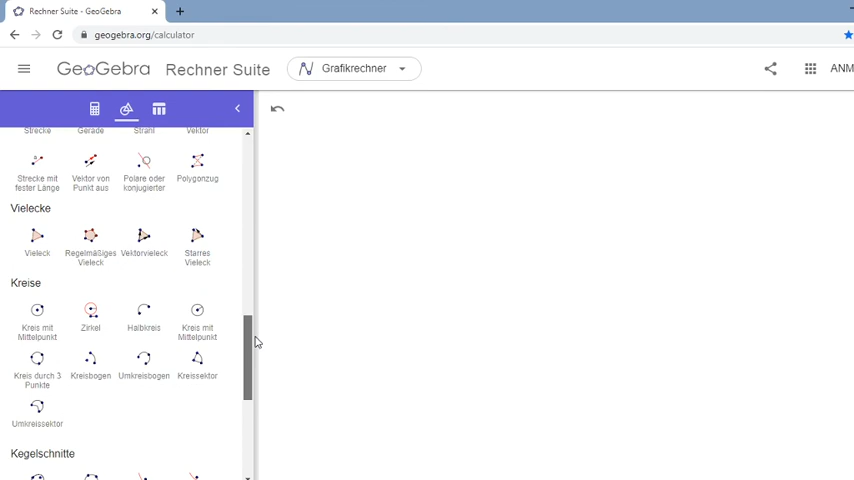 Rechner Suite - GeoGebra
geogebra.org/calculator
GeoGebra Rechner Suite Grafikrechner ANM
Strecke Gerade Strahl Vektor
Strecke mit fester Länge
Vektor von Punkt aus
Polare oder konjugierter
Polygonzug
Vielecke
Vieleck
Regelmäßiges Vieleck
Vektorvieleck
Starres Vieleck
Kreise
Kreis mit Mittelpunkt
Zirkel
Halbkreis
Kreis mit Mittelpunkt
Kreis durch 3 Punkte
Kreisbogen
Umkreisbogen
Kreissektor
Umkreissektor
Kegelschnitte